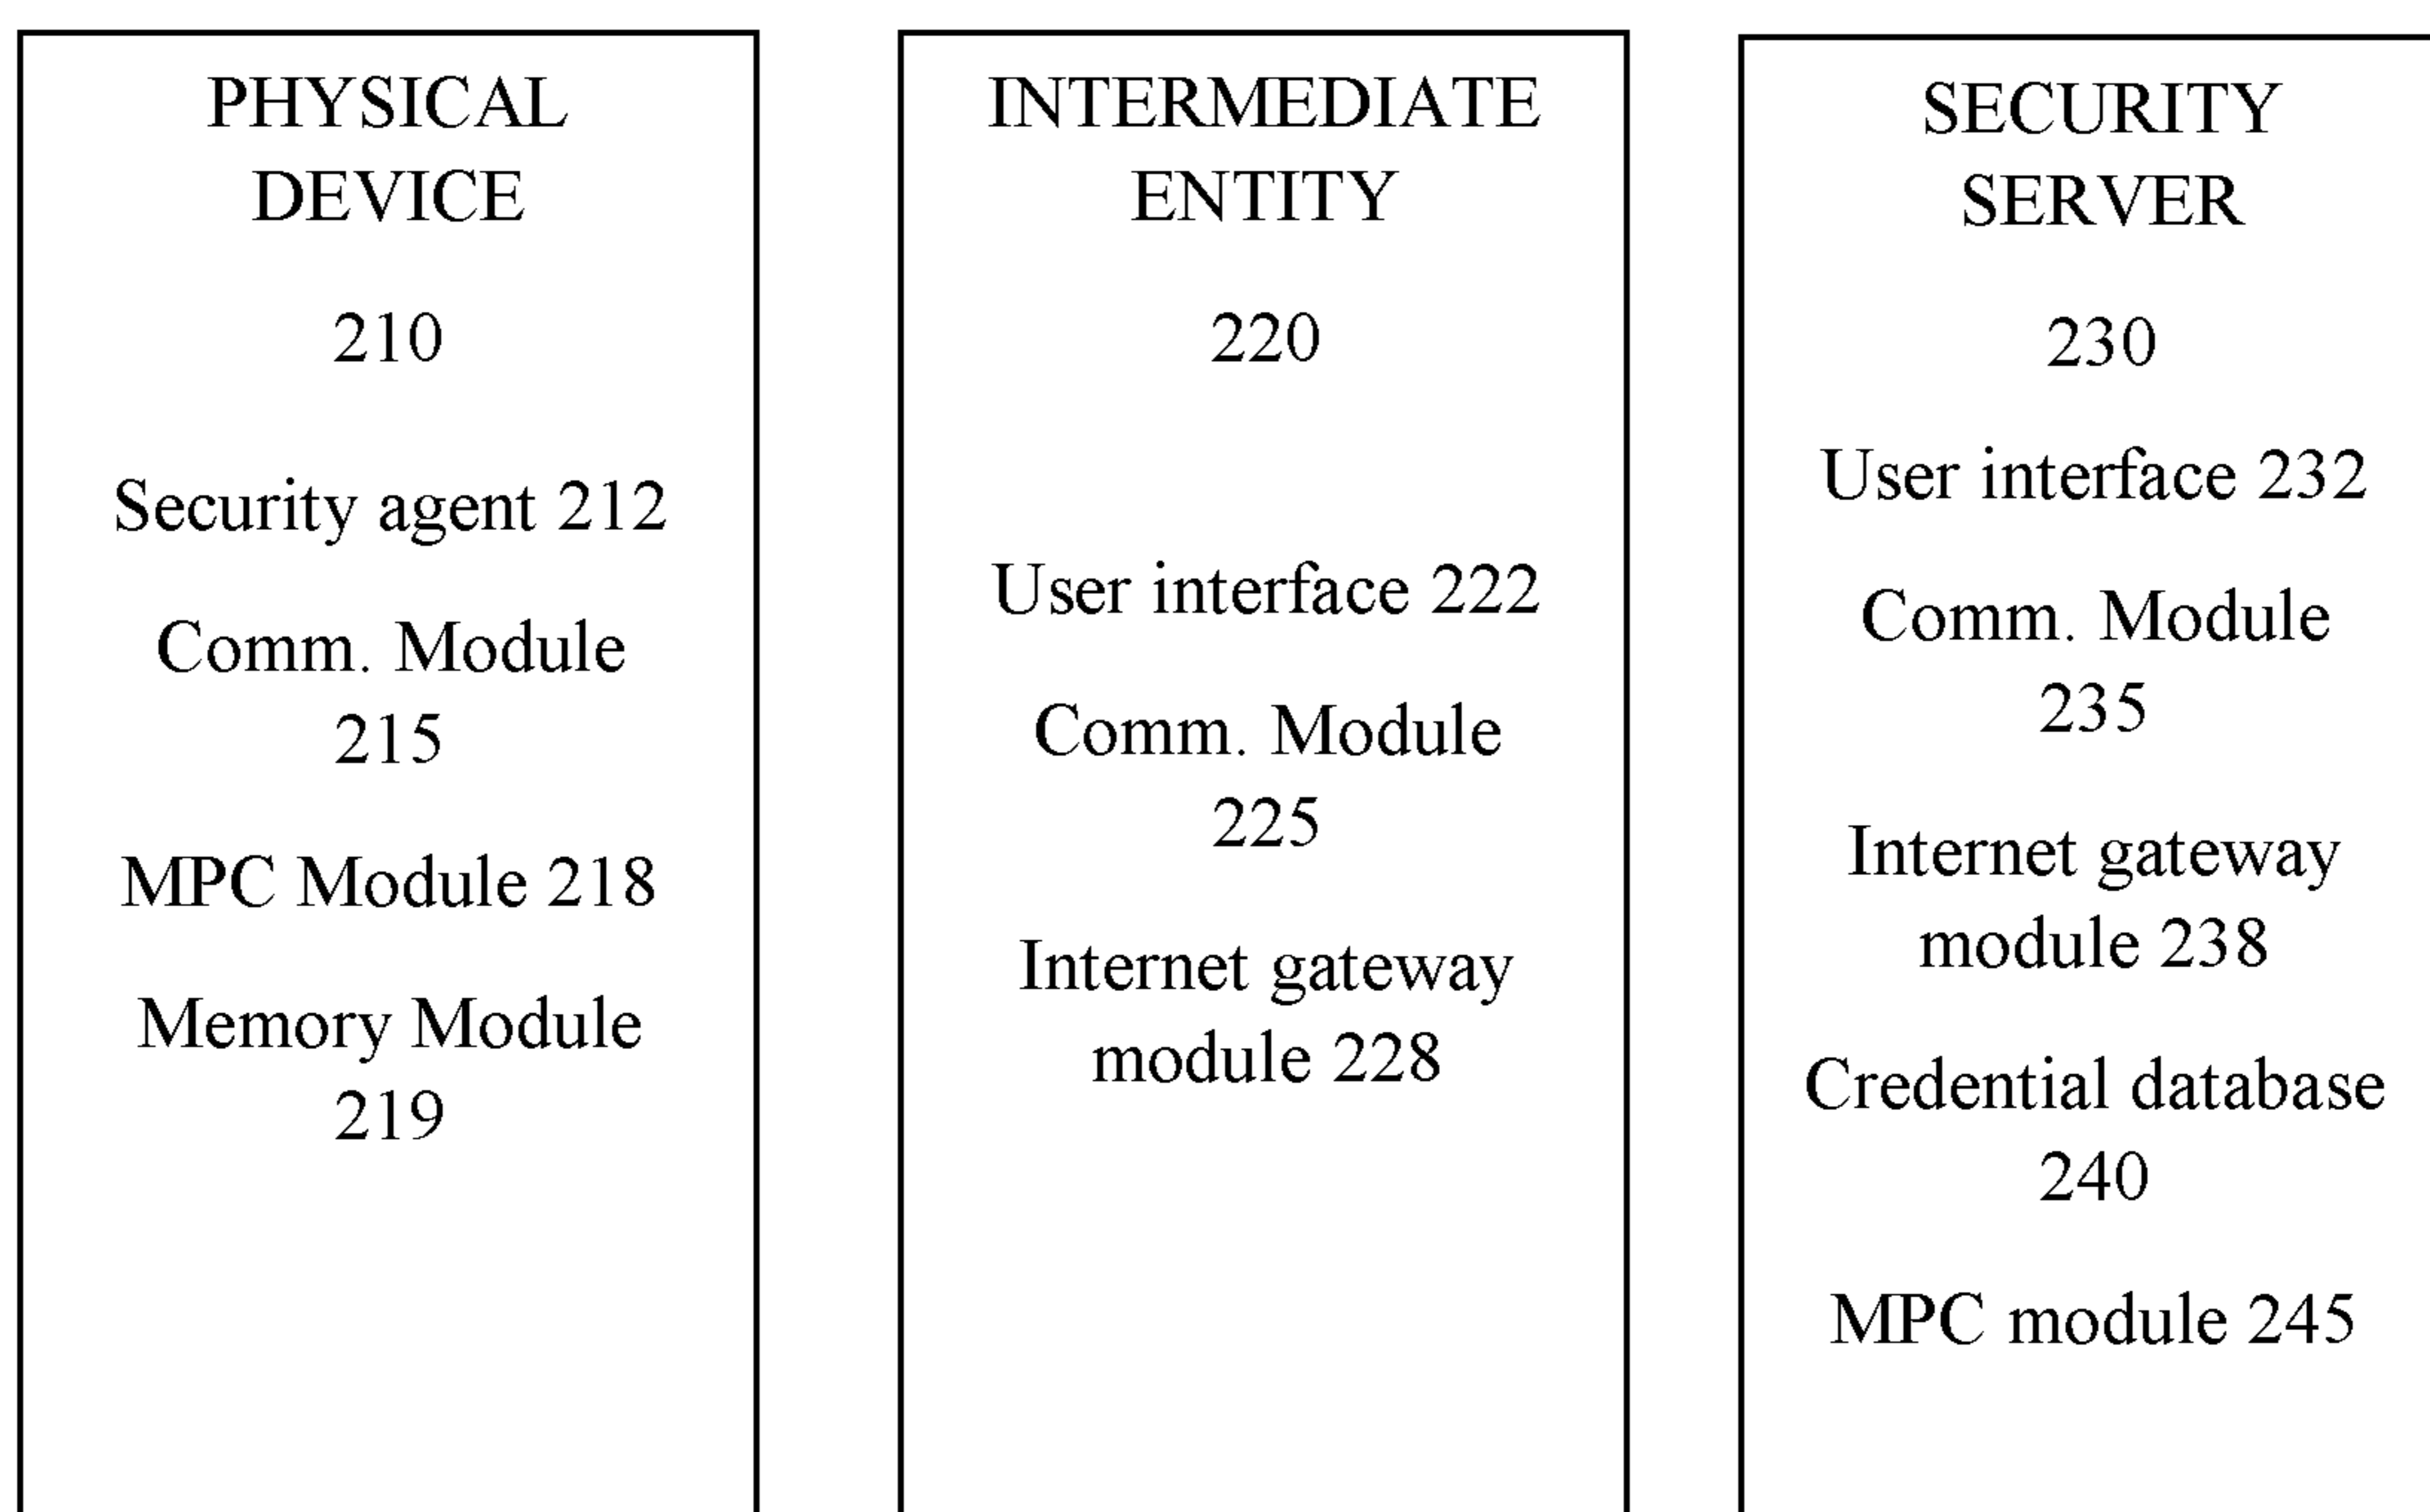 PHYSICAL
DEVICE
210
Security agent 212
Comm. Module
215
MPC Module 218
Memory Module
219
INTERMEDIATE
ENTITY
220
User interface 222
Comm. Module
225
Internet gateway
module 228
SECURITY
SERVER
230
User interface 232
Comm. Module
235
Internet gateway
module 238
Credential database
240
MPC module 245